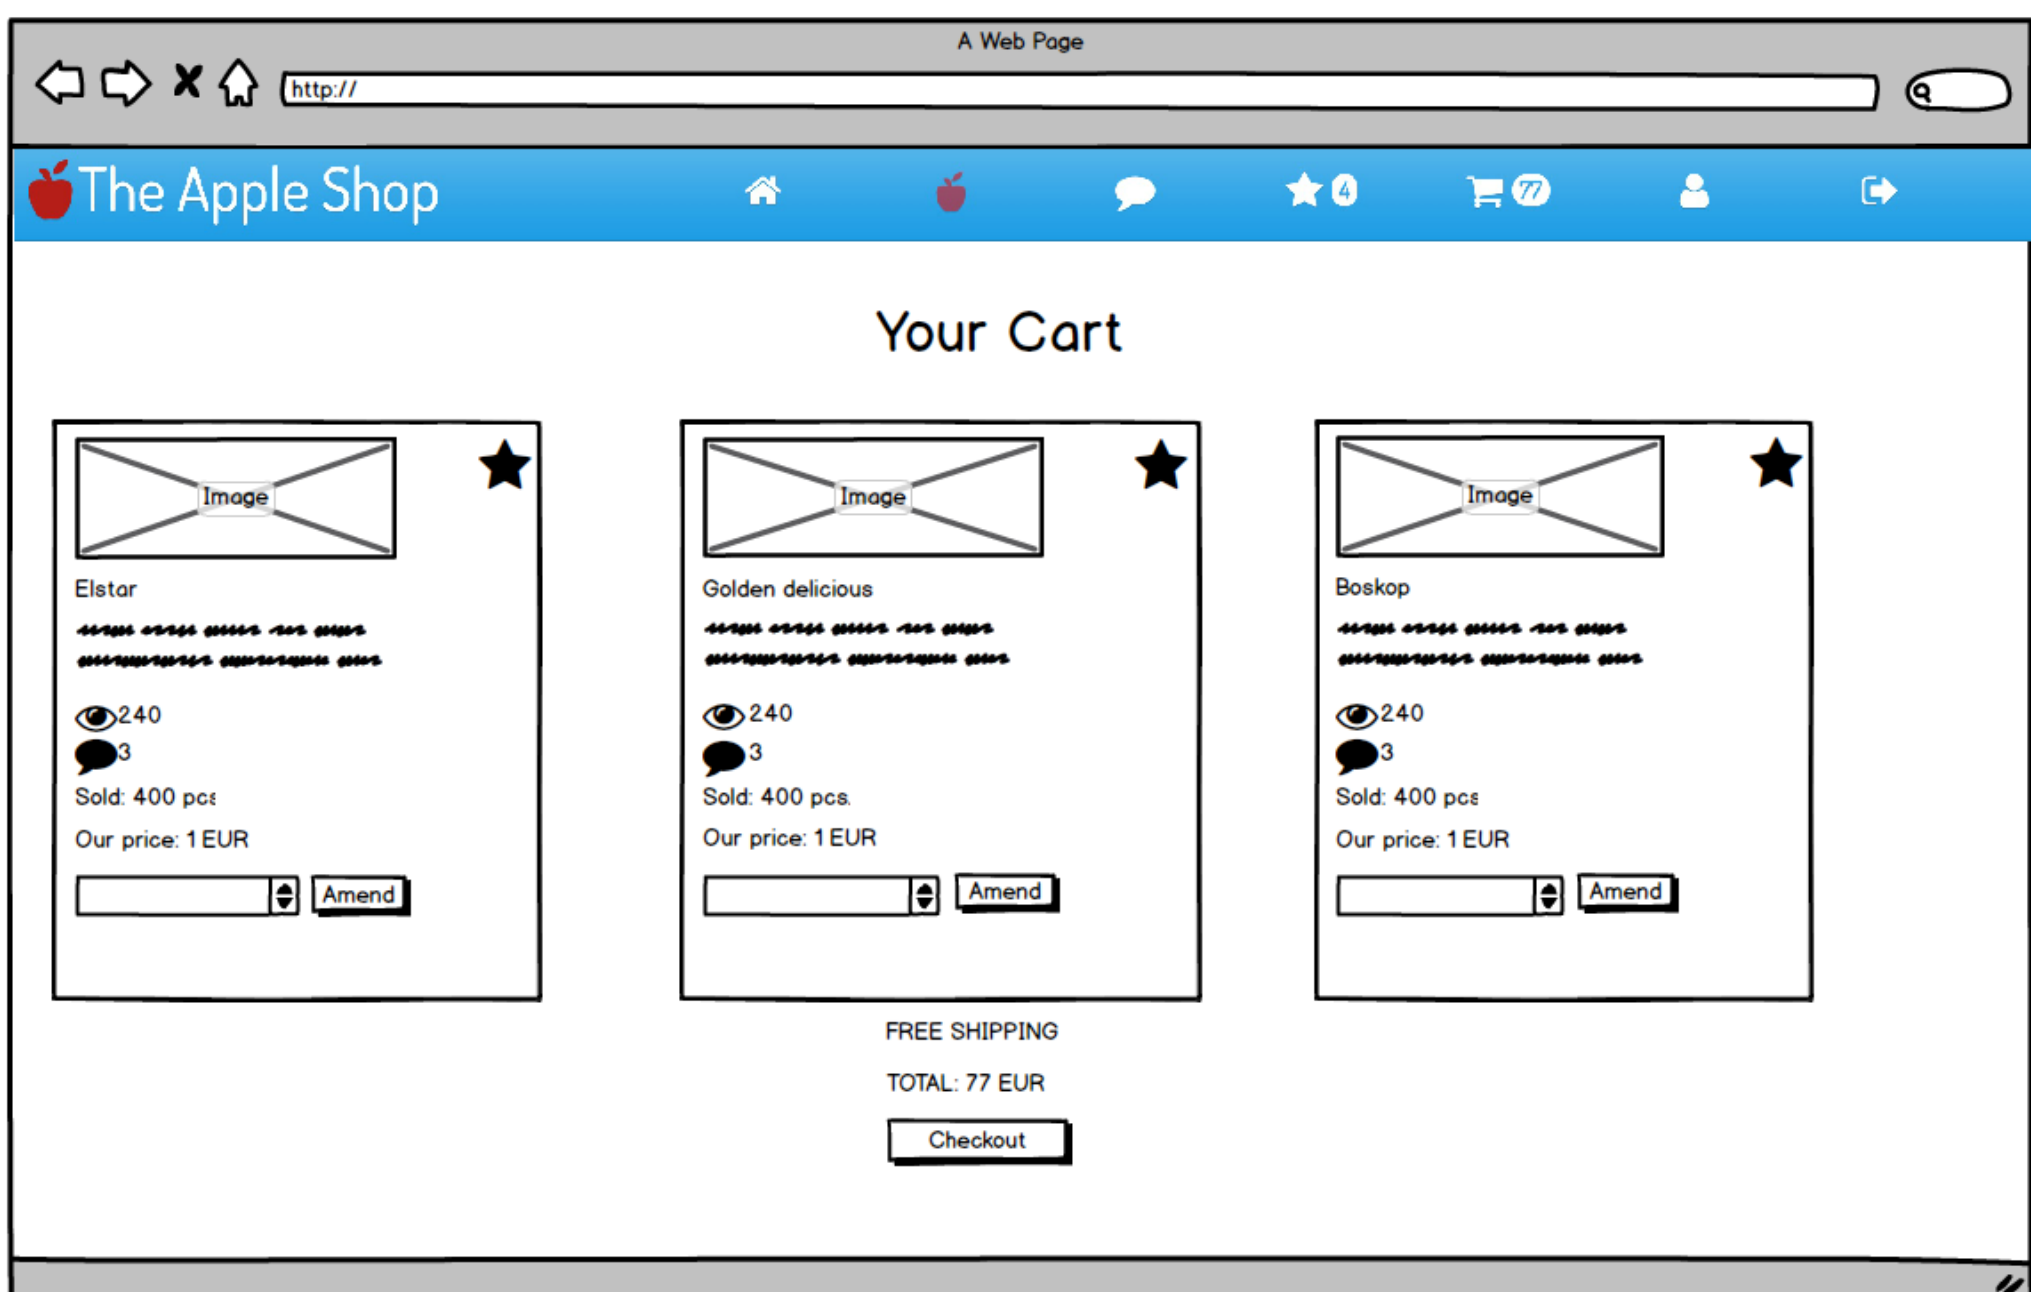 A Web Page
http://
The Apple Shop
4
77
Your Cart
Image
Image
Image
Elstar
Golden delicious
Boskop
240
240
240
3
3
3
Sold: 400 pcs
Sold: 400 pcs.
Sold: 400 pcs
Our price: 1 EUR
Our price: 1 EUR
Our price: 1 EUR
Amend
Amend
Amend
FREE SHIPPING
TOTAL: 77 EUR
Checkout